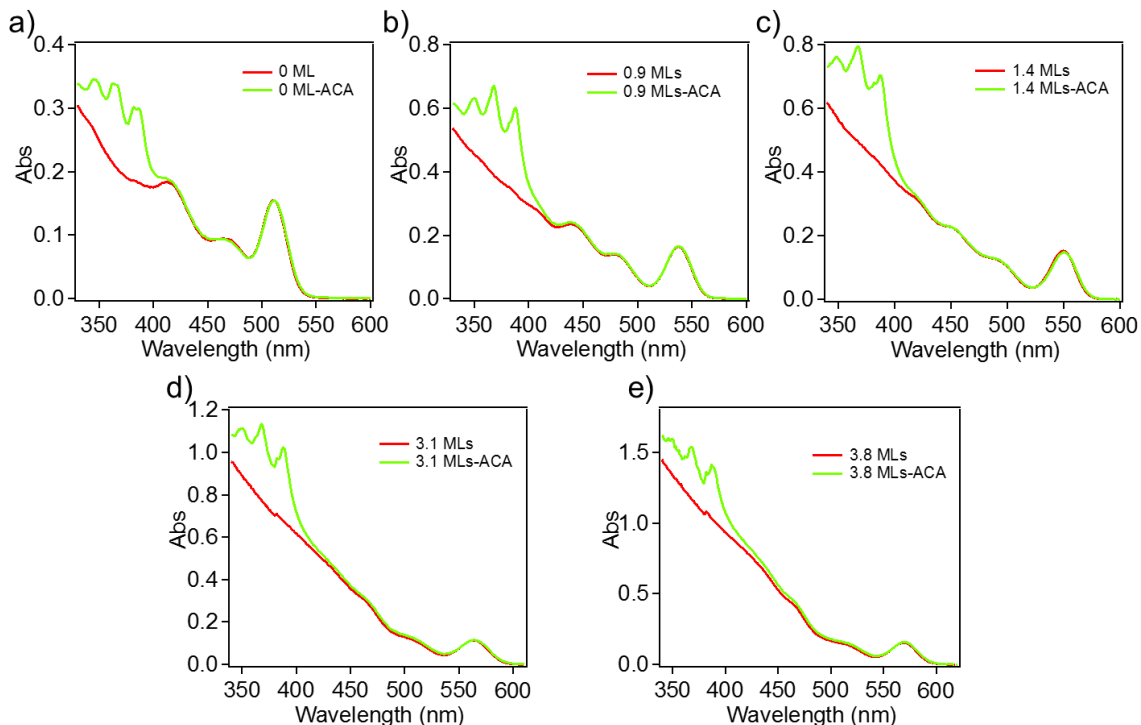 a)
0.4
0.3
0.2
0.1
0.0
Abs
0 ML
0 ML-ACA
350 400 450 500 550 600
Wavelength (nm)
b)
0.8
0.6
0.4
0.2
0.0
Abs
0.9 MLs
0.9 MLs-ACA
350 400 450 500 550 600
Wavelength (nm)
c)
0.8
0.6
0.4
0.2
0.0
Abs
1.4 MLs
1.4 MLs-ACA
350 400 450 500 550 600
Wavelength (nm)
d)
1.2
1.0
0.8
0.6
0.4
0.2
0.0
Abs
3.1 MLs
3.1 MLs-ACA
350 400 450 500 550 600
Wavelength (nm)
e)
1.5
1.0
0.5
0.0
Abs
3.8 MLs
3.8 MLs-ACA
350 400 450 500 550 600
Wavelength (nm)